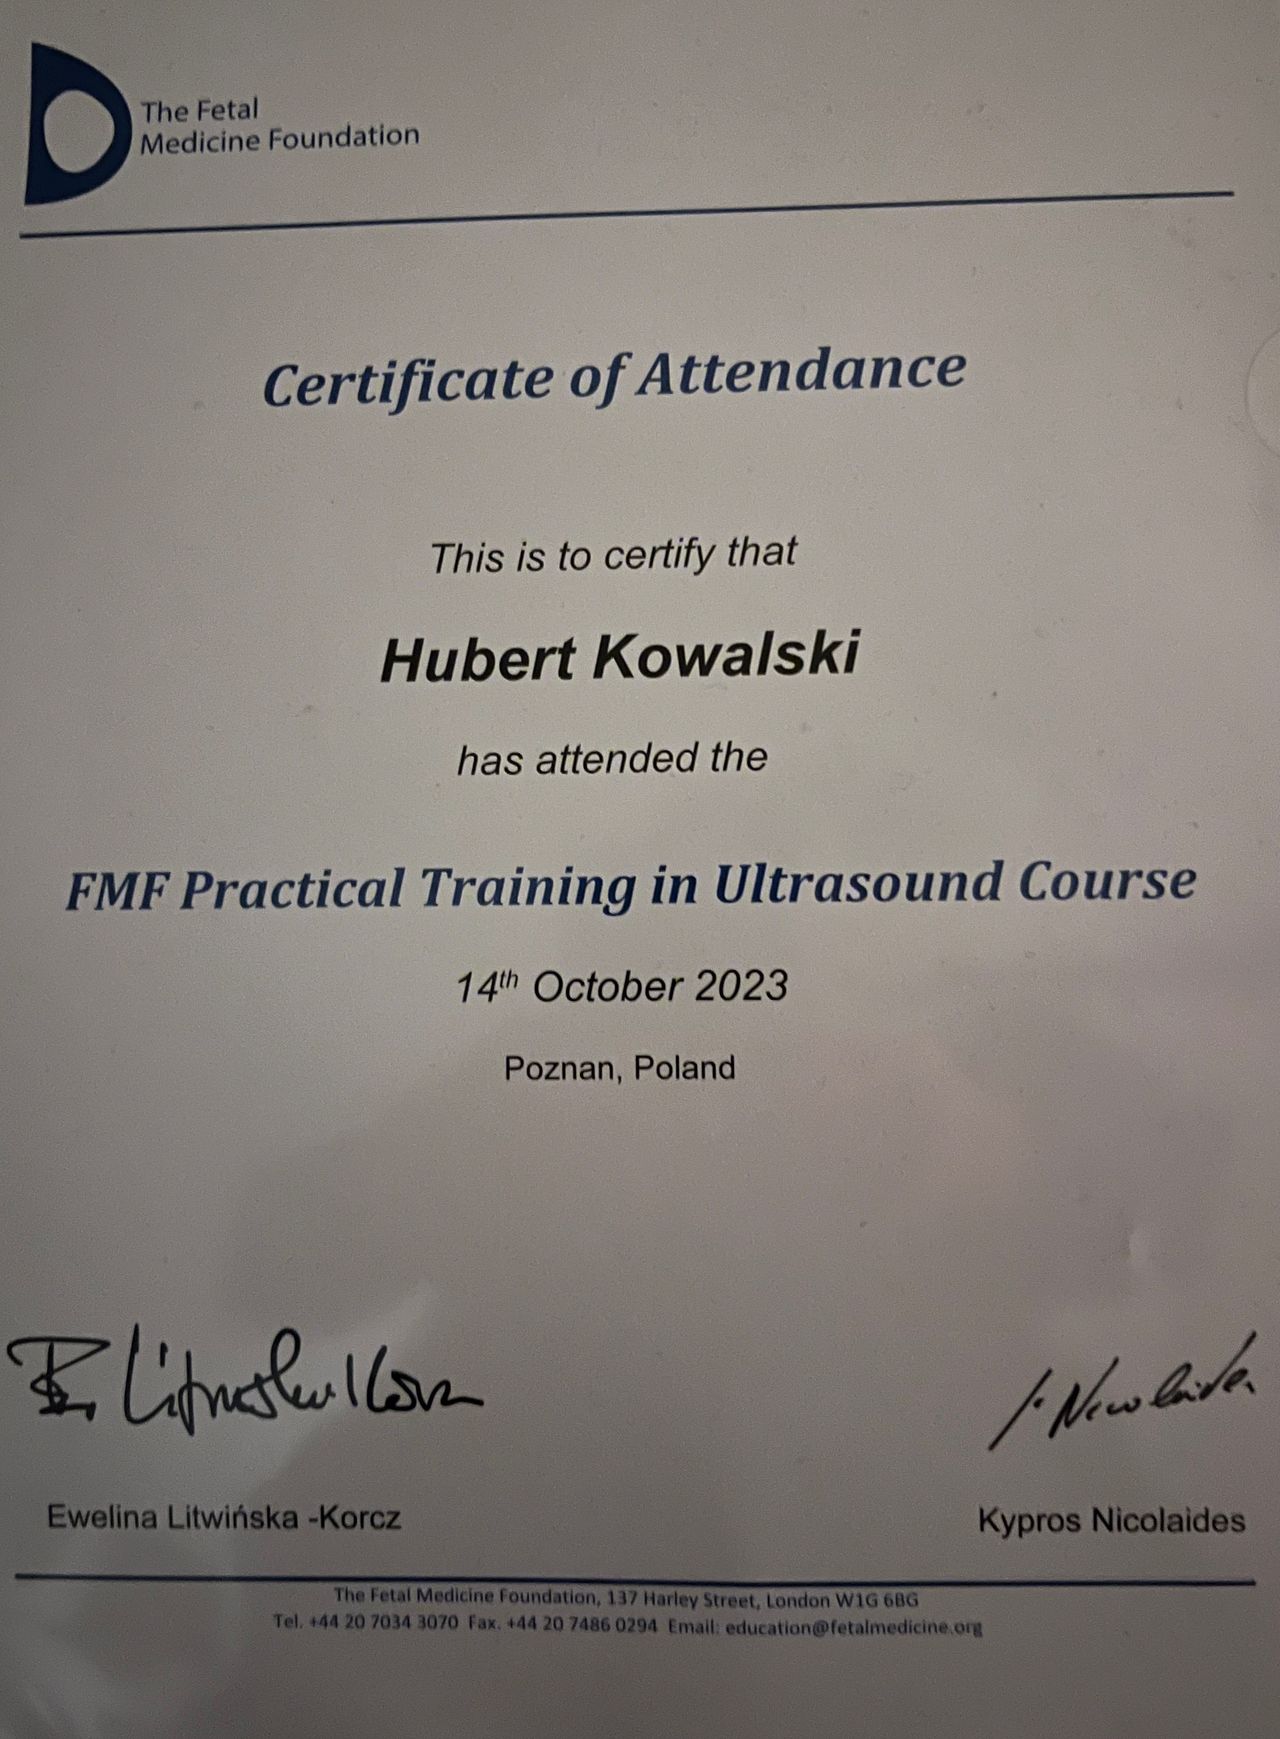 The Fetal
Medicine Foundation
Certificate of Attendance
This is to certify that
Hubert Kowalski
has attended the
FMF Practical Training in Ultrasound Course
14th October 2023
Poznan, Poland
Ewelina Litwińska -Korcz
Kypros Nicolaides
The Fetal Medicine Foundation, 137 Harley Street, London W1G 6BG
Tel. +44 20 7034 3070 Fax. +44 20 7486 0294 Email: education@fetalmedicine.org